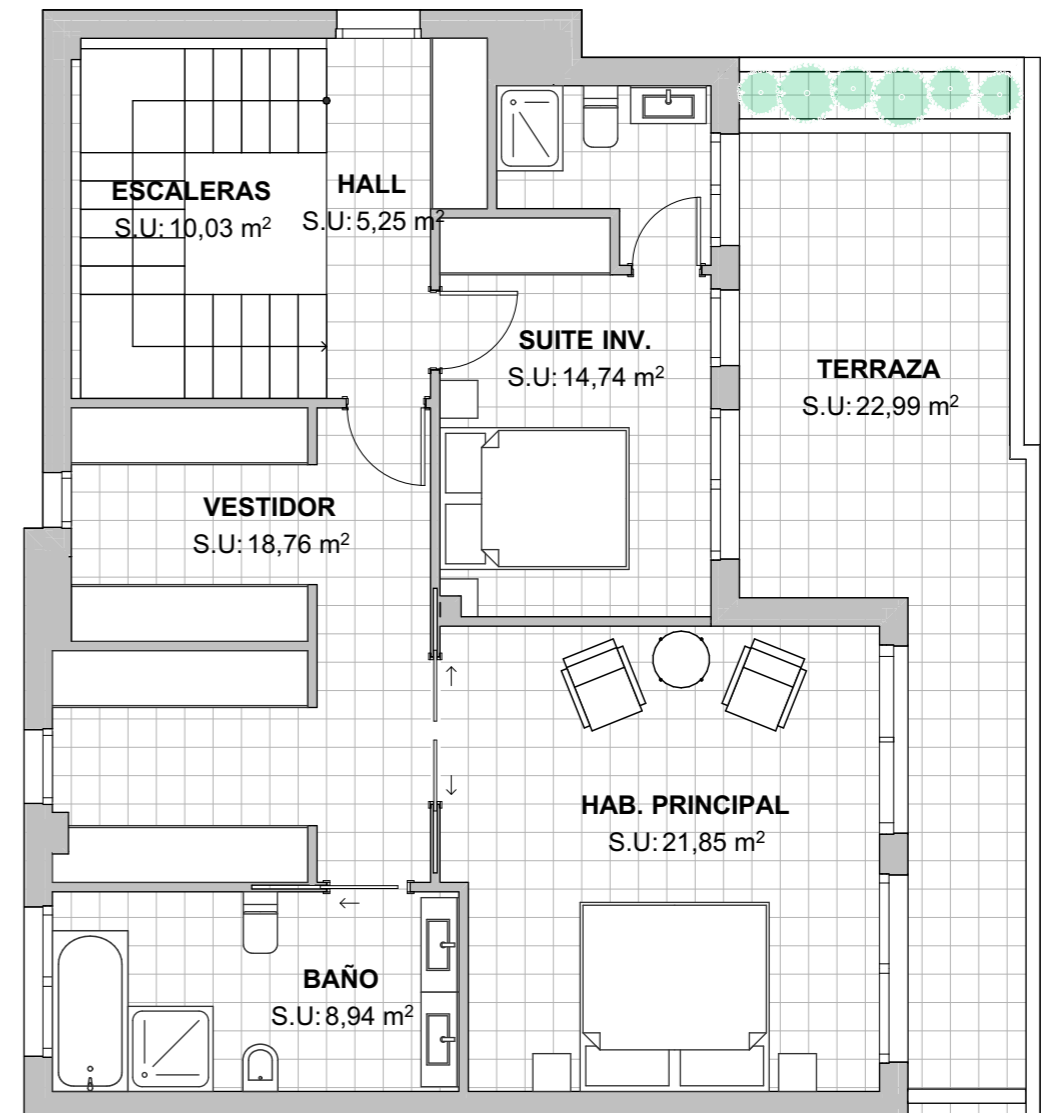 ESCALERAS
S.U: 10,03 m²
HALL
S.U: 5,25 m²
SUITE INV.
S.U: 14,74 m²
TERRAZA
S.U: 22,99 m²
VESTIDOR
S.U: 18,76 m²
HAB. PRINCIPAL
S.U: 21,85 m²
BAÑO
S.U: 8,94 m²